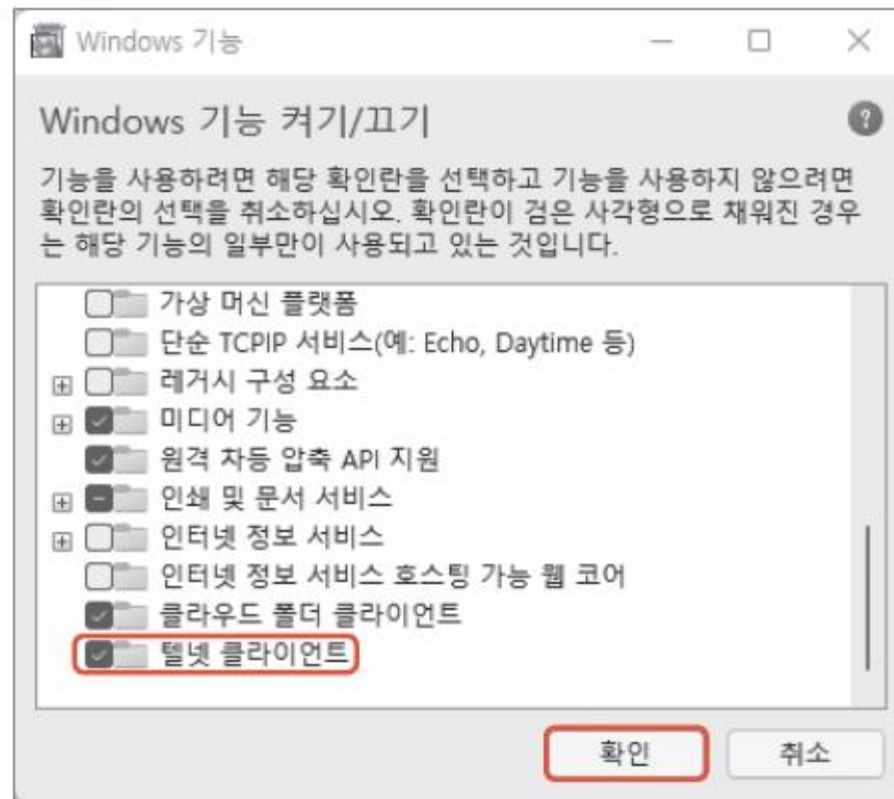 Windows 기능
Windows 기능 켜기/끄기
기능을 사용하려면 해당 확인란을 선택하고 기능을 사용하지 않으려면
확인란의 선택을 취소하십시오. 확인란이 검은 사각형으로 채워진 경우
는 해당 기능의 일부만이 사용되고 있는 것입니다.
가상 머신 플랫폼
단순 TCPIP 서비스(예: Echo, Daytime 등)
레거시 구성 요소
미디어 기능
원격 차등 압축 API 지원
인쇄 및 문서 서비스
인터넷 정보 서비스
인터넷 정보 서비스 호스팅 가능 웹 코어
클라우드 폴더 클라이언트
텔넷 클라이언트
확인
취소